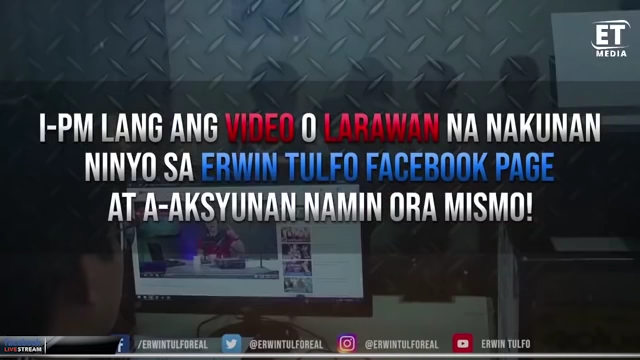 ET
MEDIA
I-PM LANG ANG VIDEO O LARAWAN NA NAKUNAN
NINYO SA ERWIN TULFO FACEBOOK PAGE
AT A-AKSYUNAN NAMIN ORA MISMO!
LIVESTREAM
/ERWINTULFOREAL
@ERWINTULFOREAL
@ERWINTULFOREAL
ERWIN TULFO